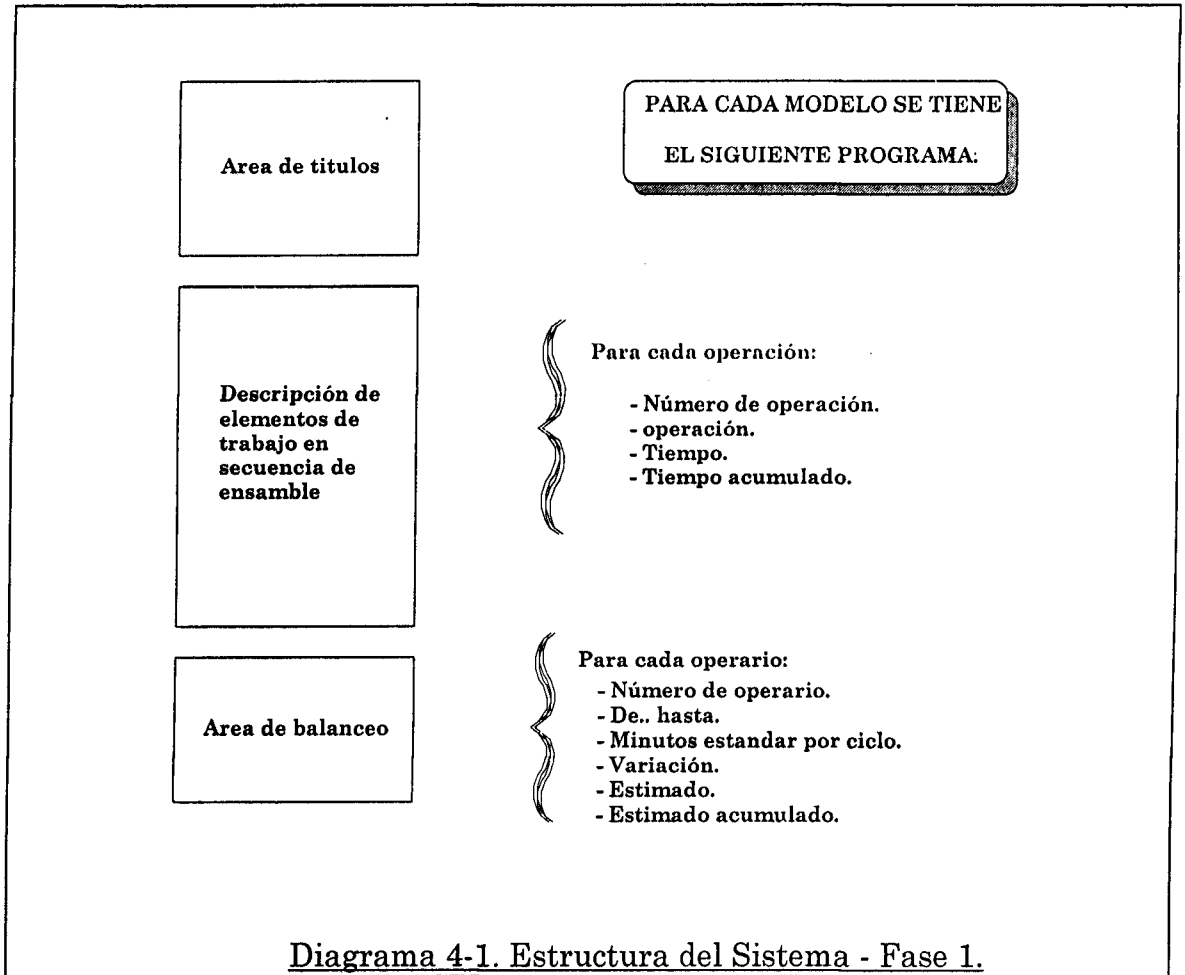 Area de titulos
PARA CADA MODELO SE TIENE
EL SIGUIENTE PROGRAMA:
Descripción de
elementos de
trabajo en
secuencia de
ensamble
Para cada operación:
- Número de operación.
- operación.
- Tiempo.
- Tiempo acumulado.
Area de balanceo
Para cada operario:
- Número de operario.
- De.. hasta.
- Minutos estandar por ciclo.
- Variación.
- Estimado.
- Estimado acumulado.
Diagrama 4-1. Estructura del Sistema - Fase 1.